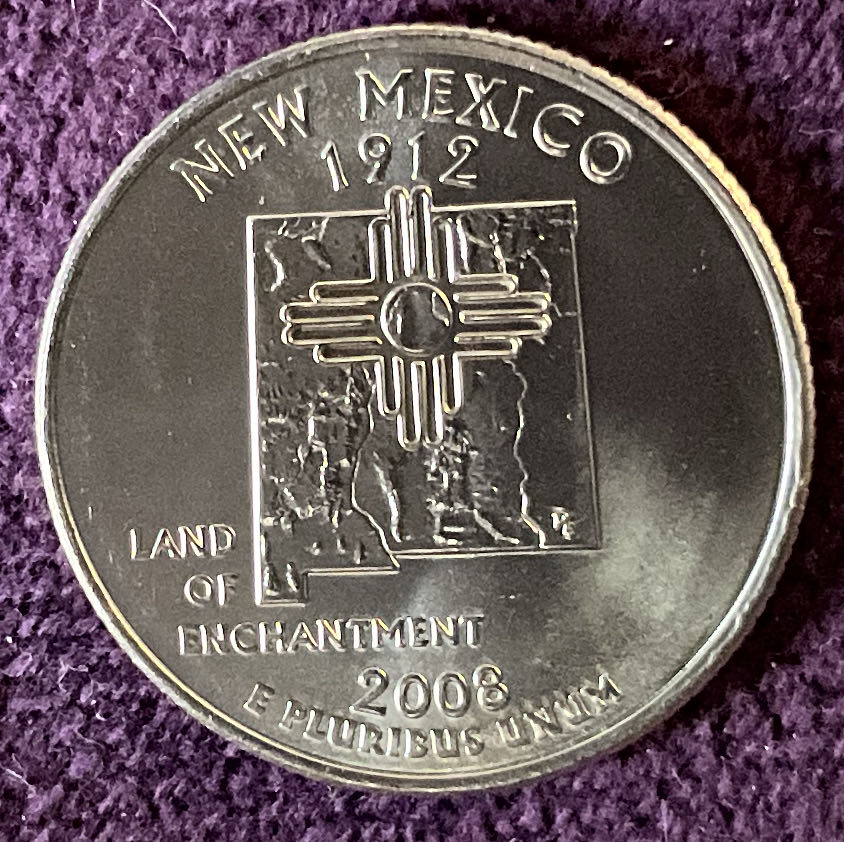 NEW MEXICO
1912
LAND
OF
ENCHANTMENT
2008
E PLURIBUS UNUM